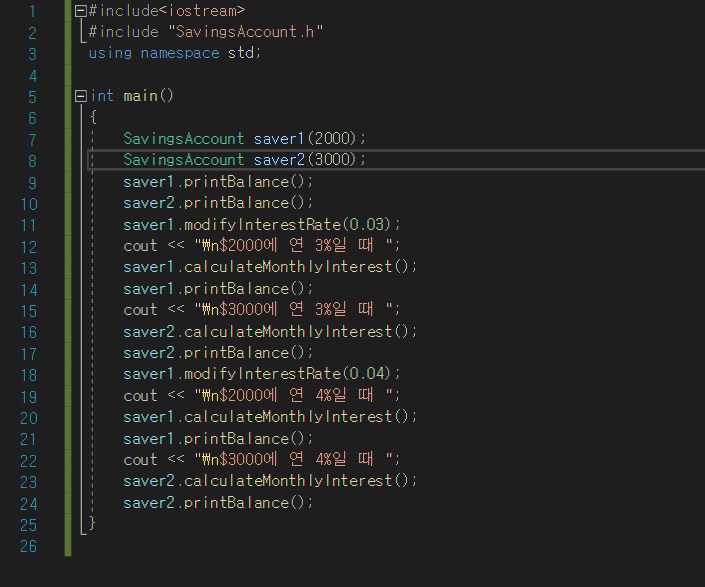 1 #include<iostream>
2 #include "SavingsAccount.h"
3 using namespace std;
4
5 int main()
6 {
7 SavingsAccount saver1(2000);
8 SavingsAccount saver2(3000);
9 saver1.printBalance();
10 saver2.printBalance();
11 saver1.modifyInterestRate(0.03);
12 cout << "₩n$2000에 연 3%일 때 ";
13 saver1.calculateMonthlyInterest();
14 saver1.printBalance();
15 cout << "₩n$3000에 연 3%일 때 ";
16 saver2.calculateMonthlyInterest();
17 saver2.printBalance();
18 saver1.modifyInterestRate(0.04);
19 cout << "₩n$2000에 연 4%일 때 ";
20 saver1.calculateMonthlyInterest();
21 saver1.printBalance();
22 cout << "₩n$3000에 연 4%일 때 ";
23 saver2.calculateMonthlyInterest();
24 saver2.printBalance();
25 }
26